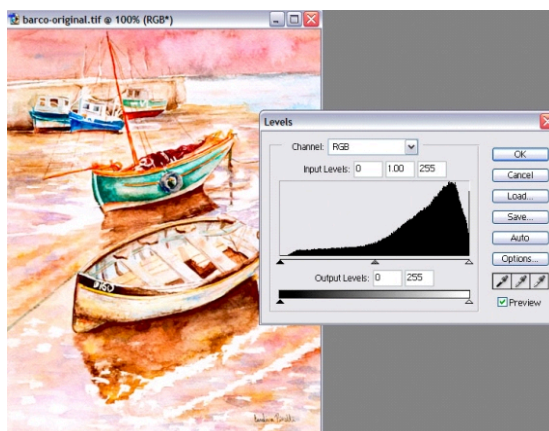 barco-original.tif @ 100% (RGB*)
Levels
Channel: RGB
Input Levels: 0 1.00 255
Output Levels: 0 255
OK
Cancel
Load...
Save...
Auto
Options...
Preview